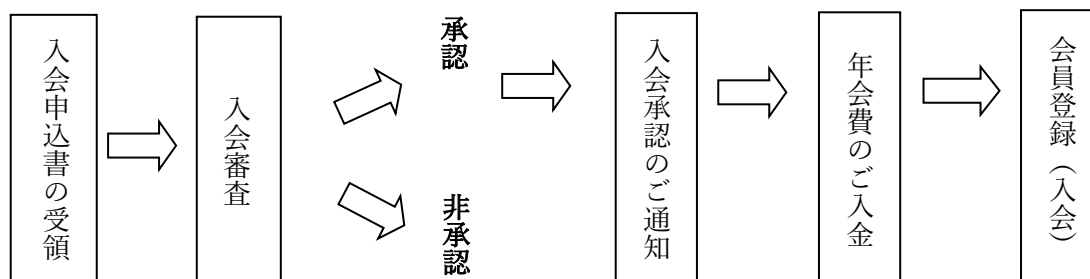 入会申込書の受領
入会審査
承認
非承認
入会承認のご通知
年会費のご入金
会員登録（入会）